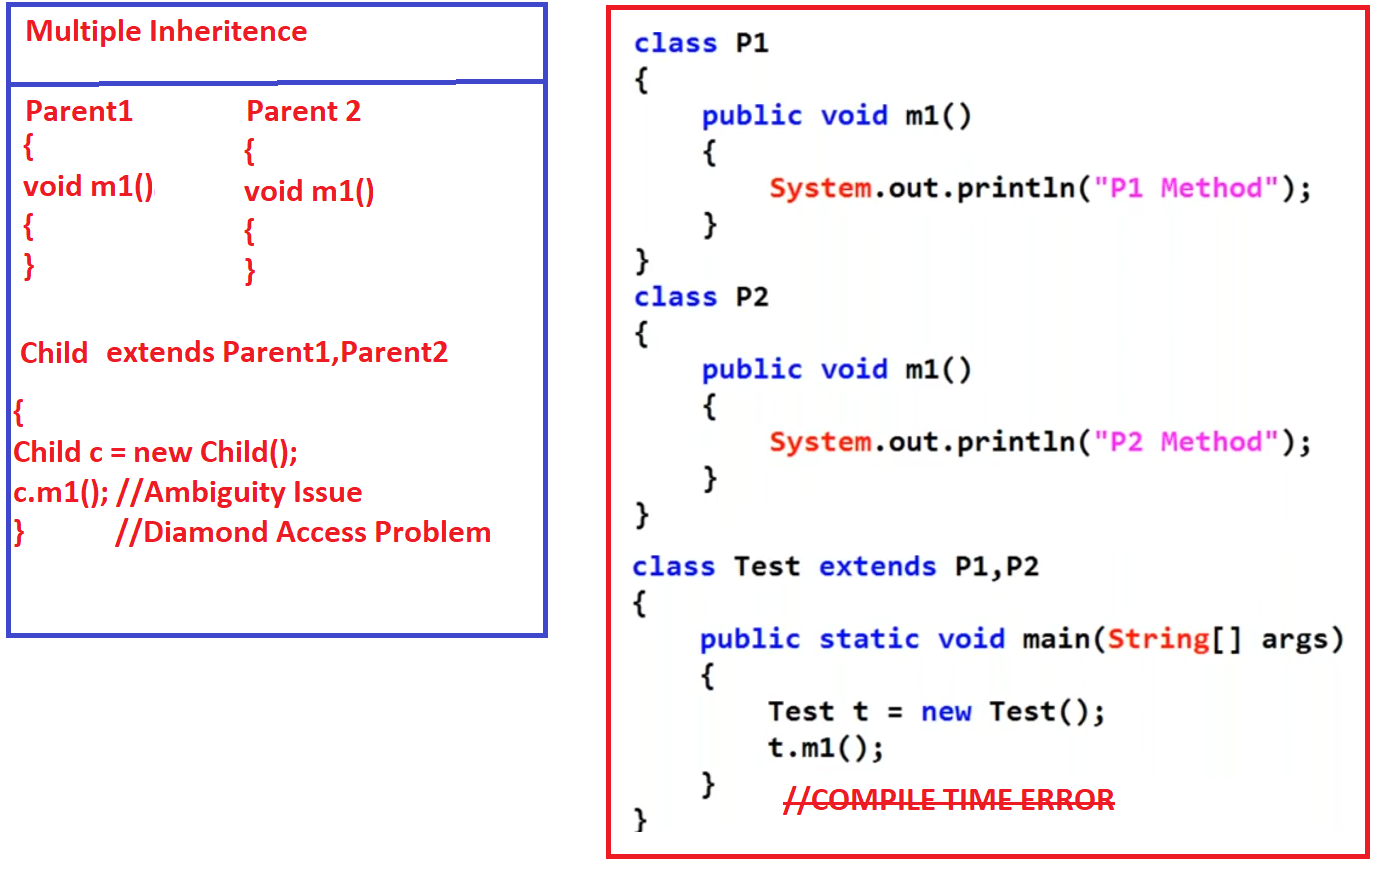 Multiple Inheritence
Parent1
{
void m1()
{
}
Parent 2
{
void m1()
{
}
Child extends Parent1,Parent2
{
Child c = new Child();
c.m1(); //Ambiguity Issue
} //Diamond Access Problem
class P1
{
public void m1()
{
System.out.println("P1 Method");
}
}
class P2
{
public void m1()
{
System.out.println("P2 Method");
}
}
class Test extends P1,P2
{
public static void main(String[] args)
{
Test t = new Test();
t.m1();
}
//COMPILE TIME ERROR
}